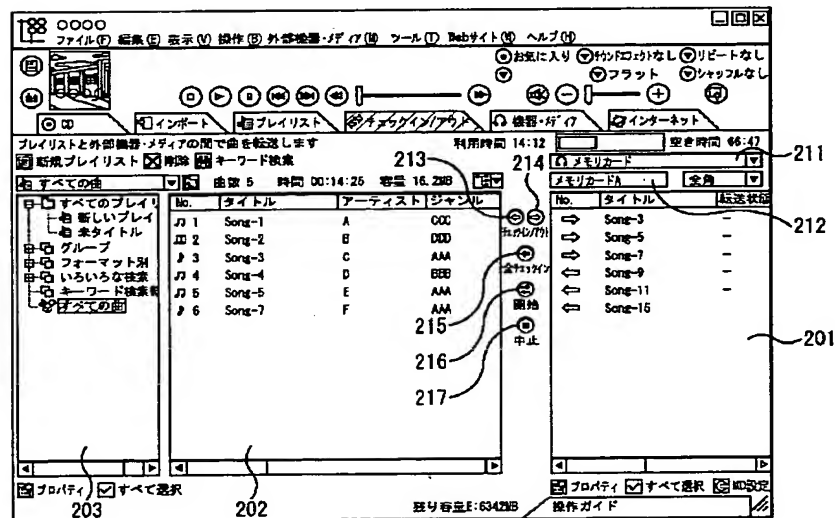 ○○○○
ファイル(F) 編集(E) 表示(V) 操作(B) 外部機器・メディア(M) ツール(T) Webサイト(W) ヘルプ(H)
お気に入り サウンドエフェクトなし リピートなし
フラット シャッフルなし
CD インポート プレイリスト チェックイン/アウト 機器・メディア インターネット
プレイリストと外部機器・メディアの間で曲を転送します 利用時間 14:12 空き時間 66:47
新規プレイリスト 削除 キーワード検索
213
214
メモリカード
211
すべての曲 曲数 5 時間 00:14:25 容量 16.2MB
メモリカードA 全角
212
すべてのプレイリ
新しいプレイ
未タイトル
グループ
フォーマット別
いろいろな検索
キーワード検索
すべての曲
No. タイトル アーティスト ジャンル
1 Song-1 A CCC
2 Song-2 B DDD
3 Song-3 C AAA
4 Song-4 D BBB
5 Song-5 E AAA
6 Song-7 F AAA
チェックイン/アウト
全チェックイン
開始
中止
215
216
217
No. タイトル 転送状態
Song-3 −
Song-5 −
Song-7 −
Song-9 −
Song-11 −
Song-15
201
プロパティ すべて選択
203
202
残り容量E:6342MB
プロパティ すべて選択 MD設定
操作ガイド